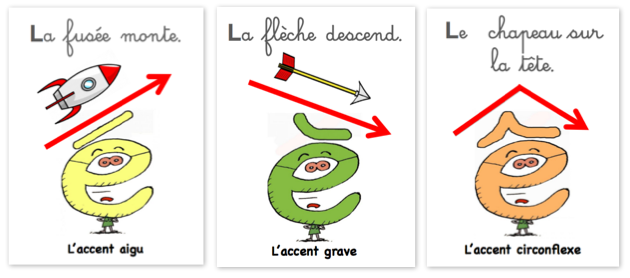 La fusée monte.
é
L'accent aigu
La flèche descend.
è
L'accent grave
Le chapeau sur
la tête.
ê
L'accent circonflexe